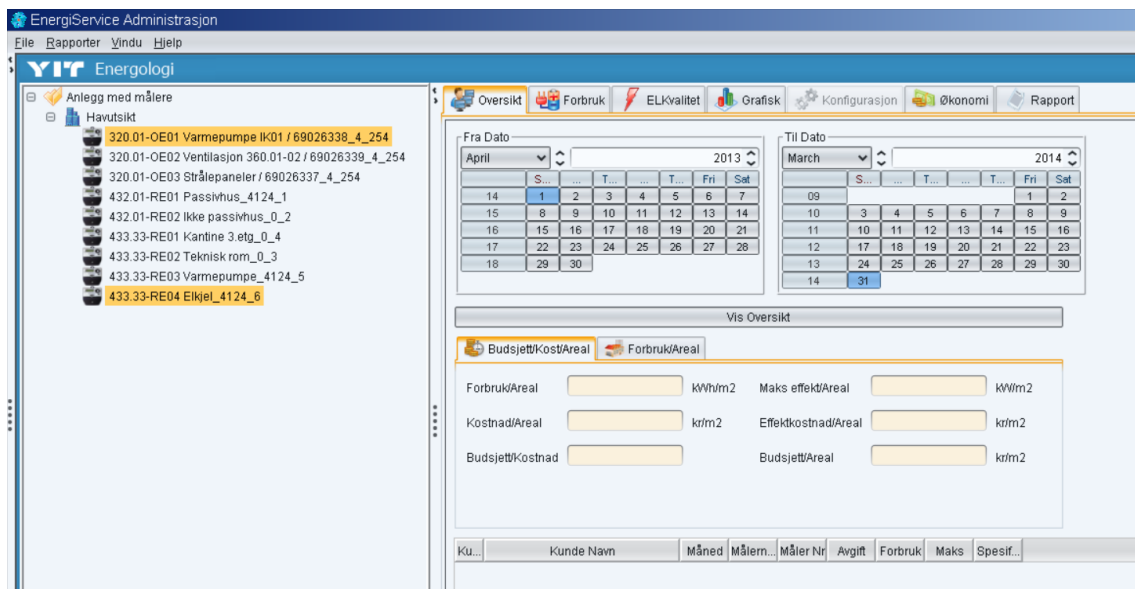 EnergiService Administrasjon
File Rapporter Vindu Hjelp
YIT Energologi
Anlegg med målere
Havutsikt
320.01-OE01 Varmepumpe IK01 / 69026338_4_254
320.01-OE02 Ventilasjon 360.01-02 / 69026339_4_254
320.01-OE03 Strålepaneler / 69026337_4_254
432.01-RE01 Passivhus_4124_1
432.01-RE02 Ikke passivhus_0_2
433.33-RE01 Kantine 3.etg_0_4
433.33-RE02 Teknisk rom_0_3
433.33-RE03 Varmepumpe_4124_5
433.33-RE04 Elkjel_4124_6
Oversikt Forbruk ELKvalitet Grafisk Konfigurasjon Økonomi Rapport
Fra Dato
April 2013
S... ... T... ... T... Fri Sat
14 1 2 3 4 5 6 7
15 8 9 10 11 12 13 14
16 15 16 17 18 19 20 21
17 22 23 24 25 26 27 28
18 29 30
Til Dato
March 2014
S... ... T... ... T... Fri Sat
09 1 2
10 3 4 5 6 7 8 9
11 10 11 12 13 14 15 16
12 17 18 19 20 21 22 23
13 24 25 26 27 28 29 30
14 31
Vis Oversikt
Budsjett/Kost/Areal Forbruk/Areal
Forbruk/Areal kWh/m2 Maks effekt/Areal kW/m2
Kostnad/Areal kr/m2 Effektkostnad/Areal kr/m2
Budsjett/Kostnad Budsjett/Areal kr/m2
Ku... Kunde Navn Måned Målern... Måler Nr Avgift Forbruk Maks Spesif...